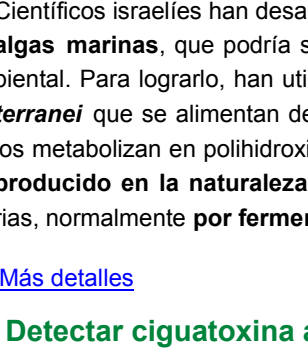 Científicos israelíes han desa
algas marinas, que podría s
biental. Para lograrlo, han uti
terranei que se alimentan de
os metabolizan en polihidroxi
producido en la naturaleza
rias, normalmente por fermer
Más detalles
Detectar ciguatoxina a